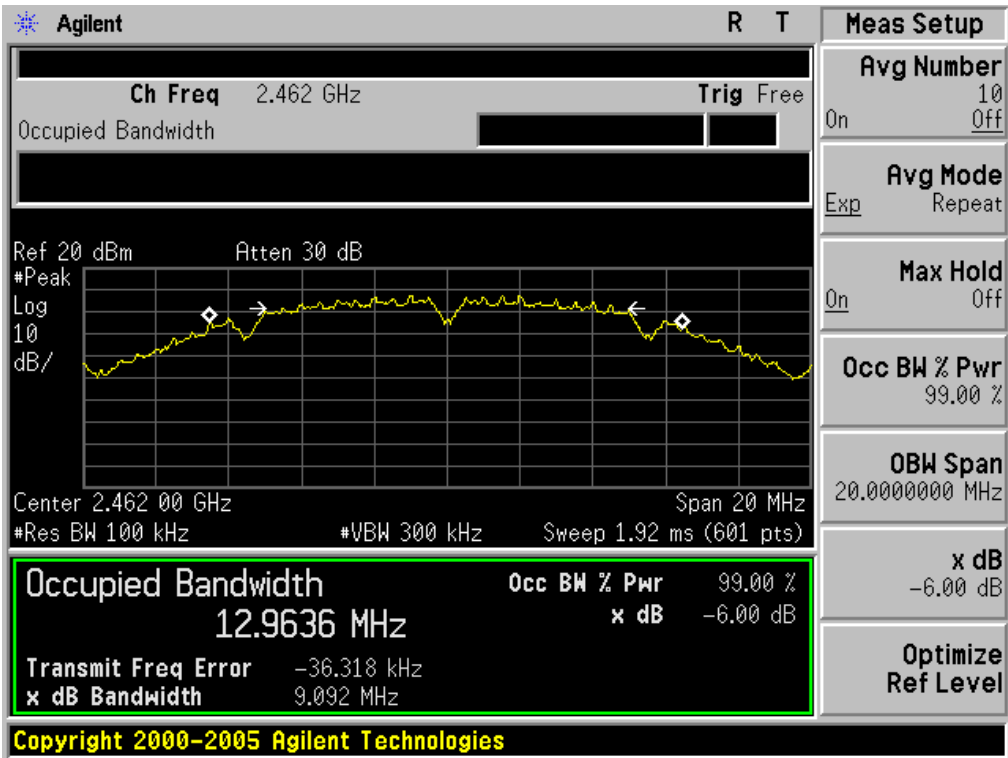 Agilent R T
Ch Freq 2.462 GHz Trig Free
Occupied Bandwidth
Ref 20 dBm Atten 30 dB
#Peak
Log
10
dB/
Center 2.462 00 GHz Span 20 MHz
#Res BW 100 kHz #VBW 300 kHz Sweep 1.92 ms (601 pts)
Occupied Bandwidth Occ BW % Pwr 99.00 %
12.9636 MHz x dB -6.00 dB
Transmit Freq Error -36.318 kHz
x dB Bandwidth 9.092 MHz
Copyright 2000-2005 Agilent Technologies
Meas Setup
Avg Number
10
On Off
Avg Mode
Exp Repeat
Max Hold
On Off
Occ BW % Pwr
99.00 %
OBW Span
20.0000000 MHz
x dB
-6.00 dB
Optimize
Ref Level